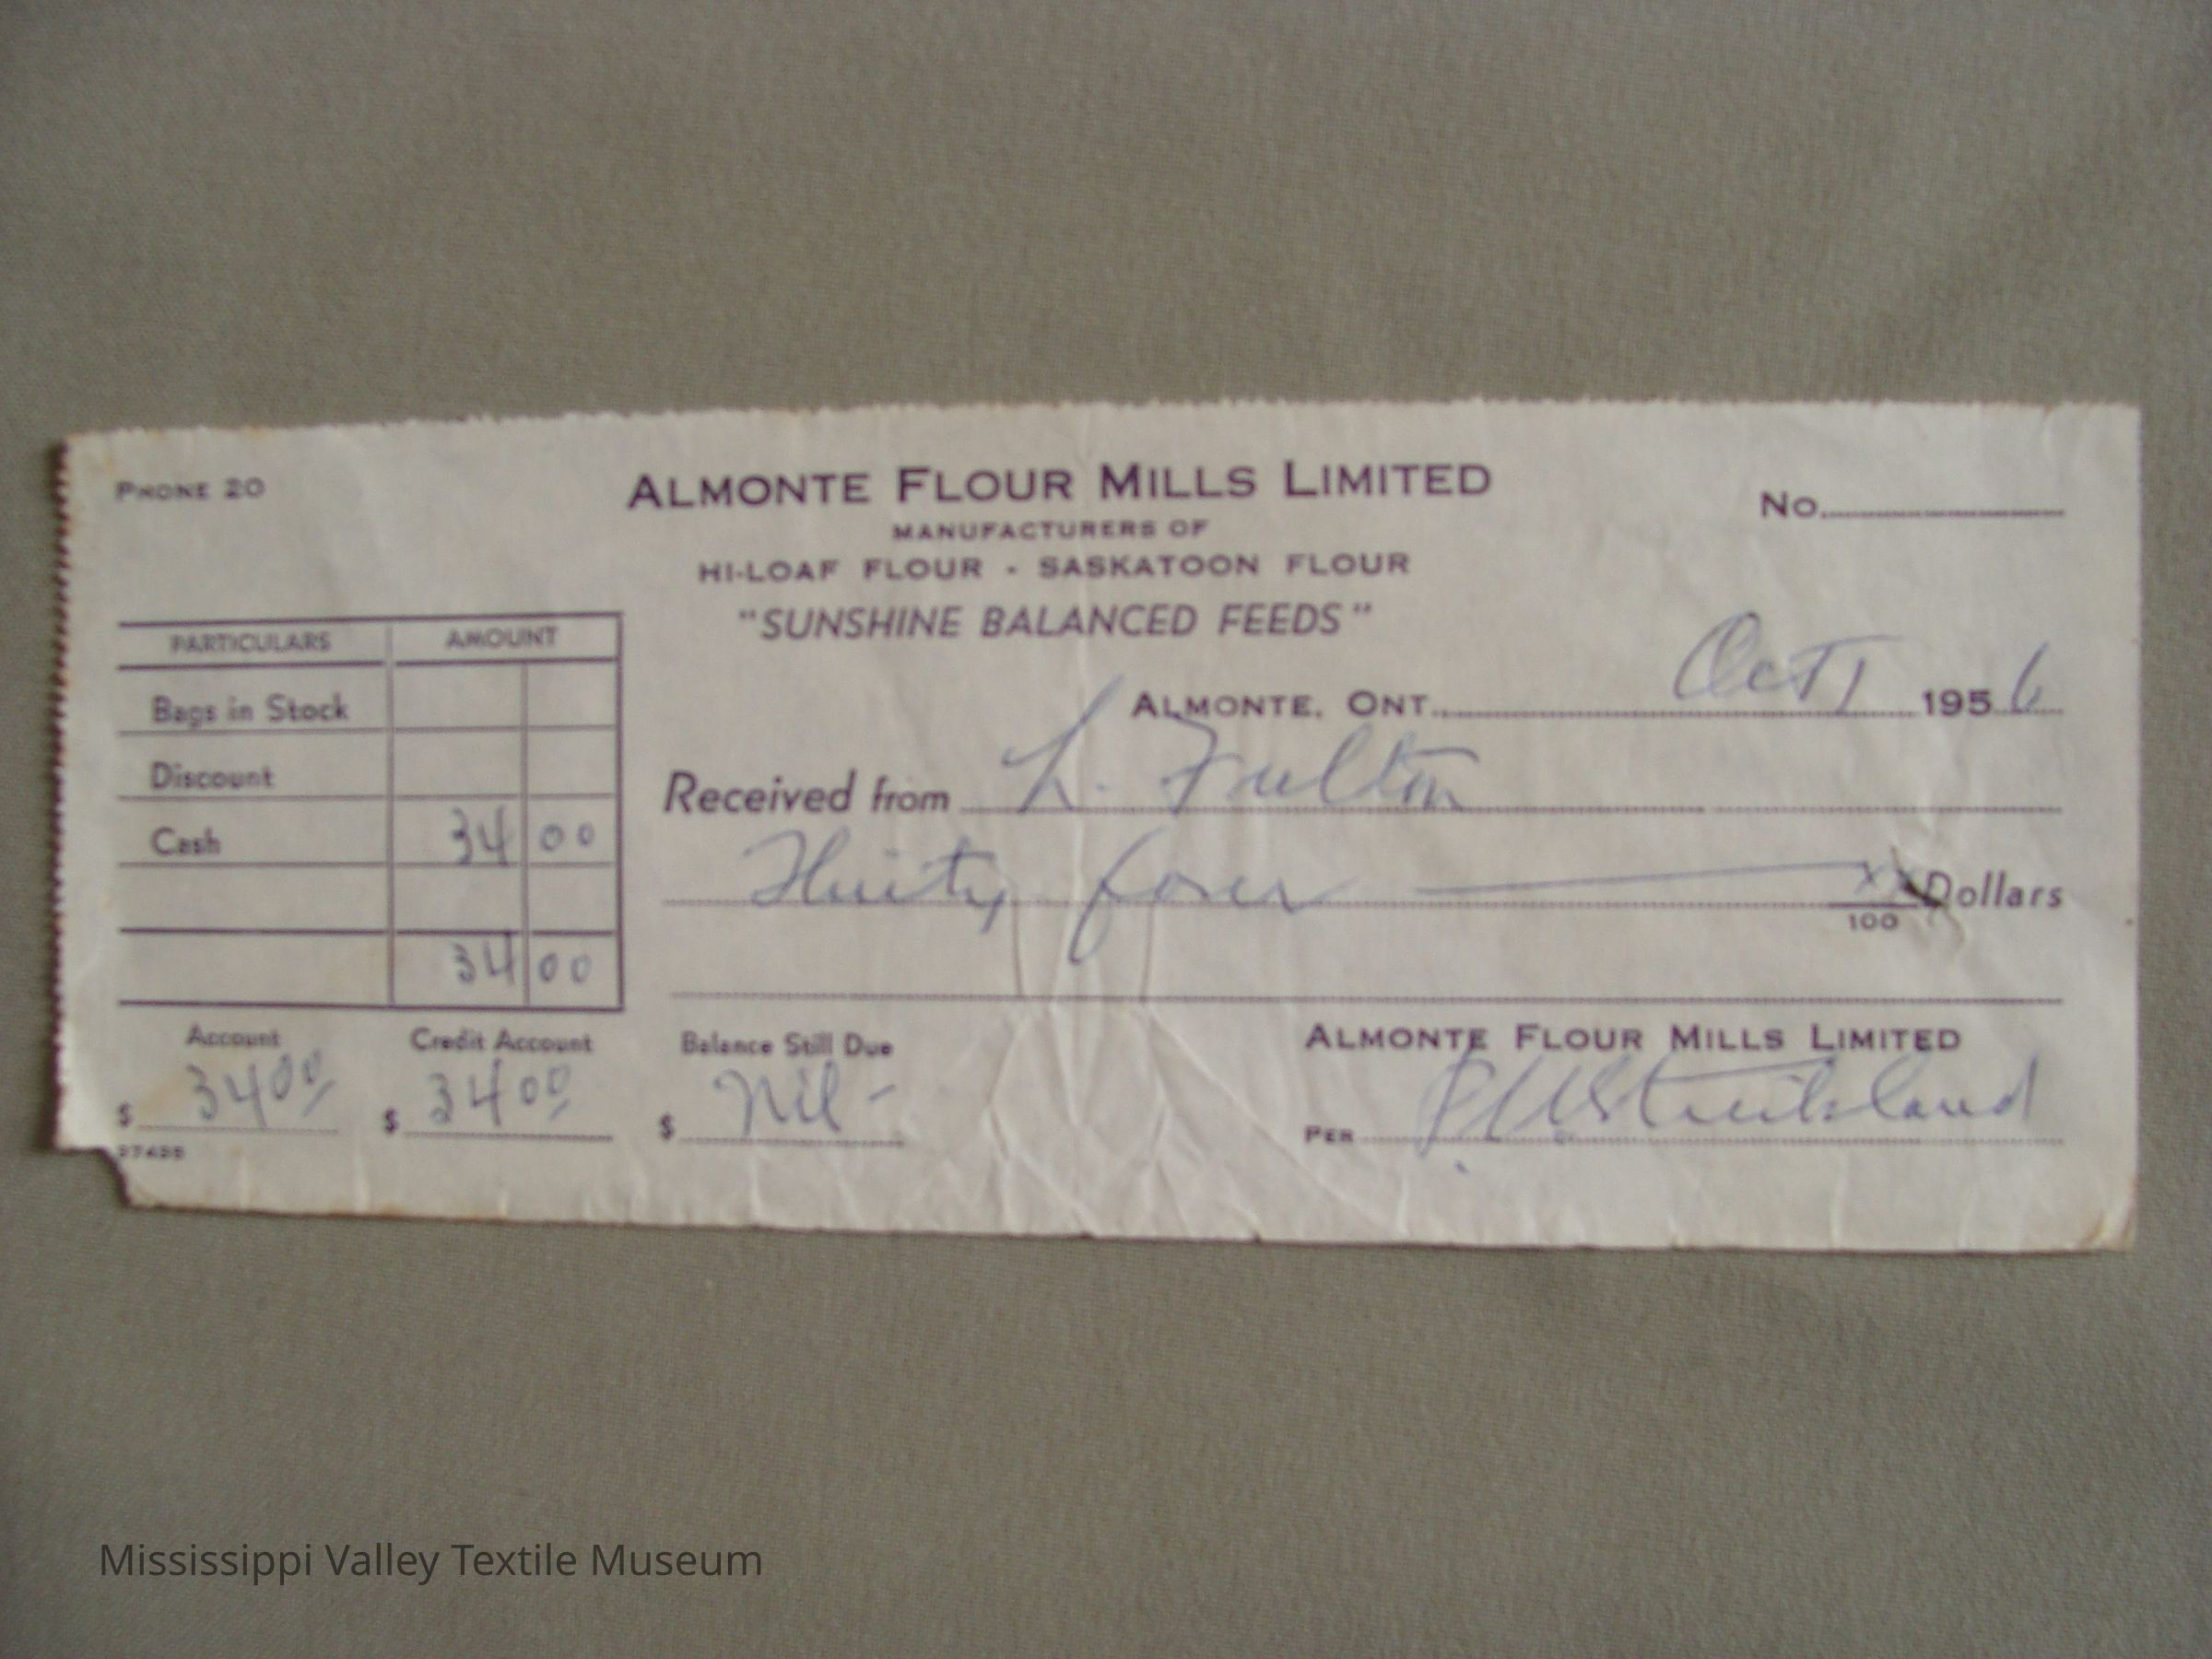 PHONE 20
ALMONTE FLOUR MILLS LIMITED
No.
MANUFACTURERS OF
HI-LOAF FLOUR - SASKATOON FLOUR
"SUNSHINE BALANCED FEEDS"
ALMONTE, ONT. Oct 1 1956
Received from L. Fulton
Thirty four xx/100 Dollars
PARTICULARS AMOUNT
Bags in Stock
Discount
Cash 34 00
34 00
Account
$ 34 00
Credit Account
$ 34 00
Balance Still Due
$ Nil -
ALMONTE FLOUR MILLS LIMITED
PER Strickland
Mississippi Valley Textile Museum